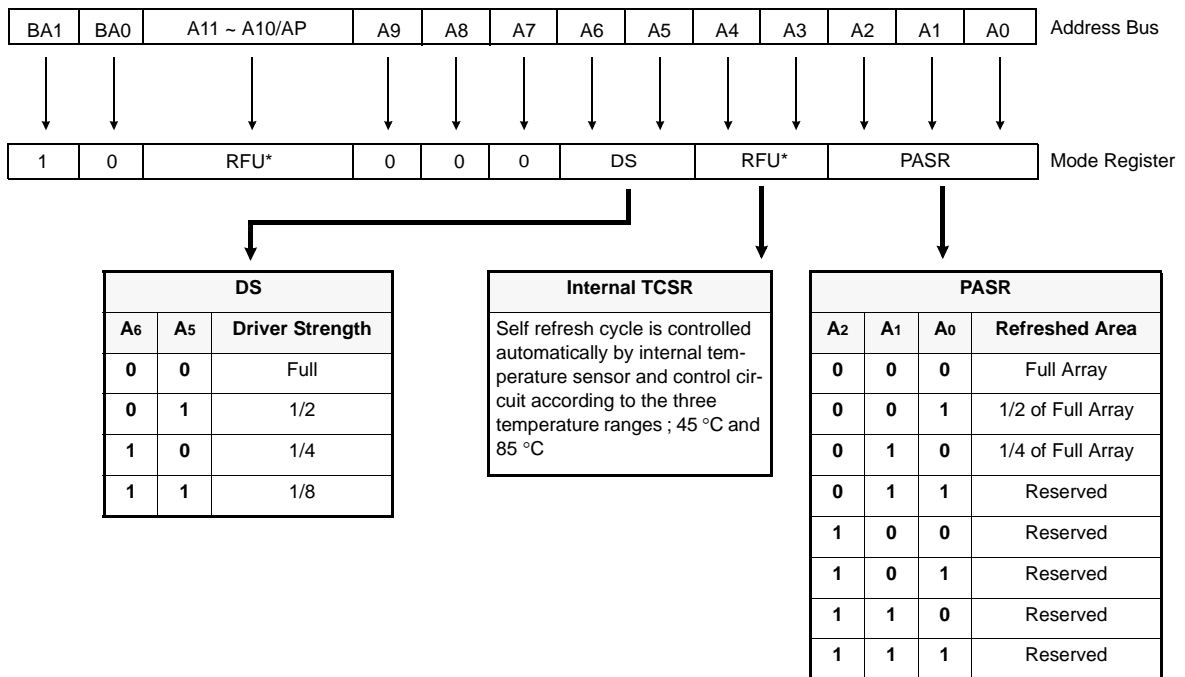 BA1 BA0 A11 ~ A10/AP A9 A8 A7 A6 A5 A4 A3 A2 A1 A0 Address Bus
1 0 RFU* 0 0 0 DS RFU* PASR Mode Register
DS
A6 A5 Driver Strength
0 0 Full
0 1 1/2
1 0 1/4
1 1 1/8
Internal TCSR
Self refresh cycle is controlled
automatically by internal tem-
perature sensor and control cir-
cuit according to the three
temperature ranges ; 45 °C and
85 °C
PASR
A2 A1 A0 Refreshed Area
0 0 0 Full Array
0 0 1 1/2 of Full Array
0 1 0 1/4 of Full Array
0 1 1 Reserved
1 0 0 Reserved
1 0 1 Reserved
1 1 0 Reserved
1 1 1 Reserved